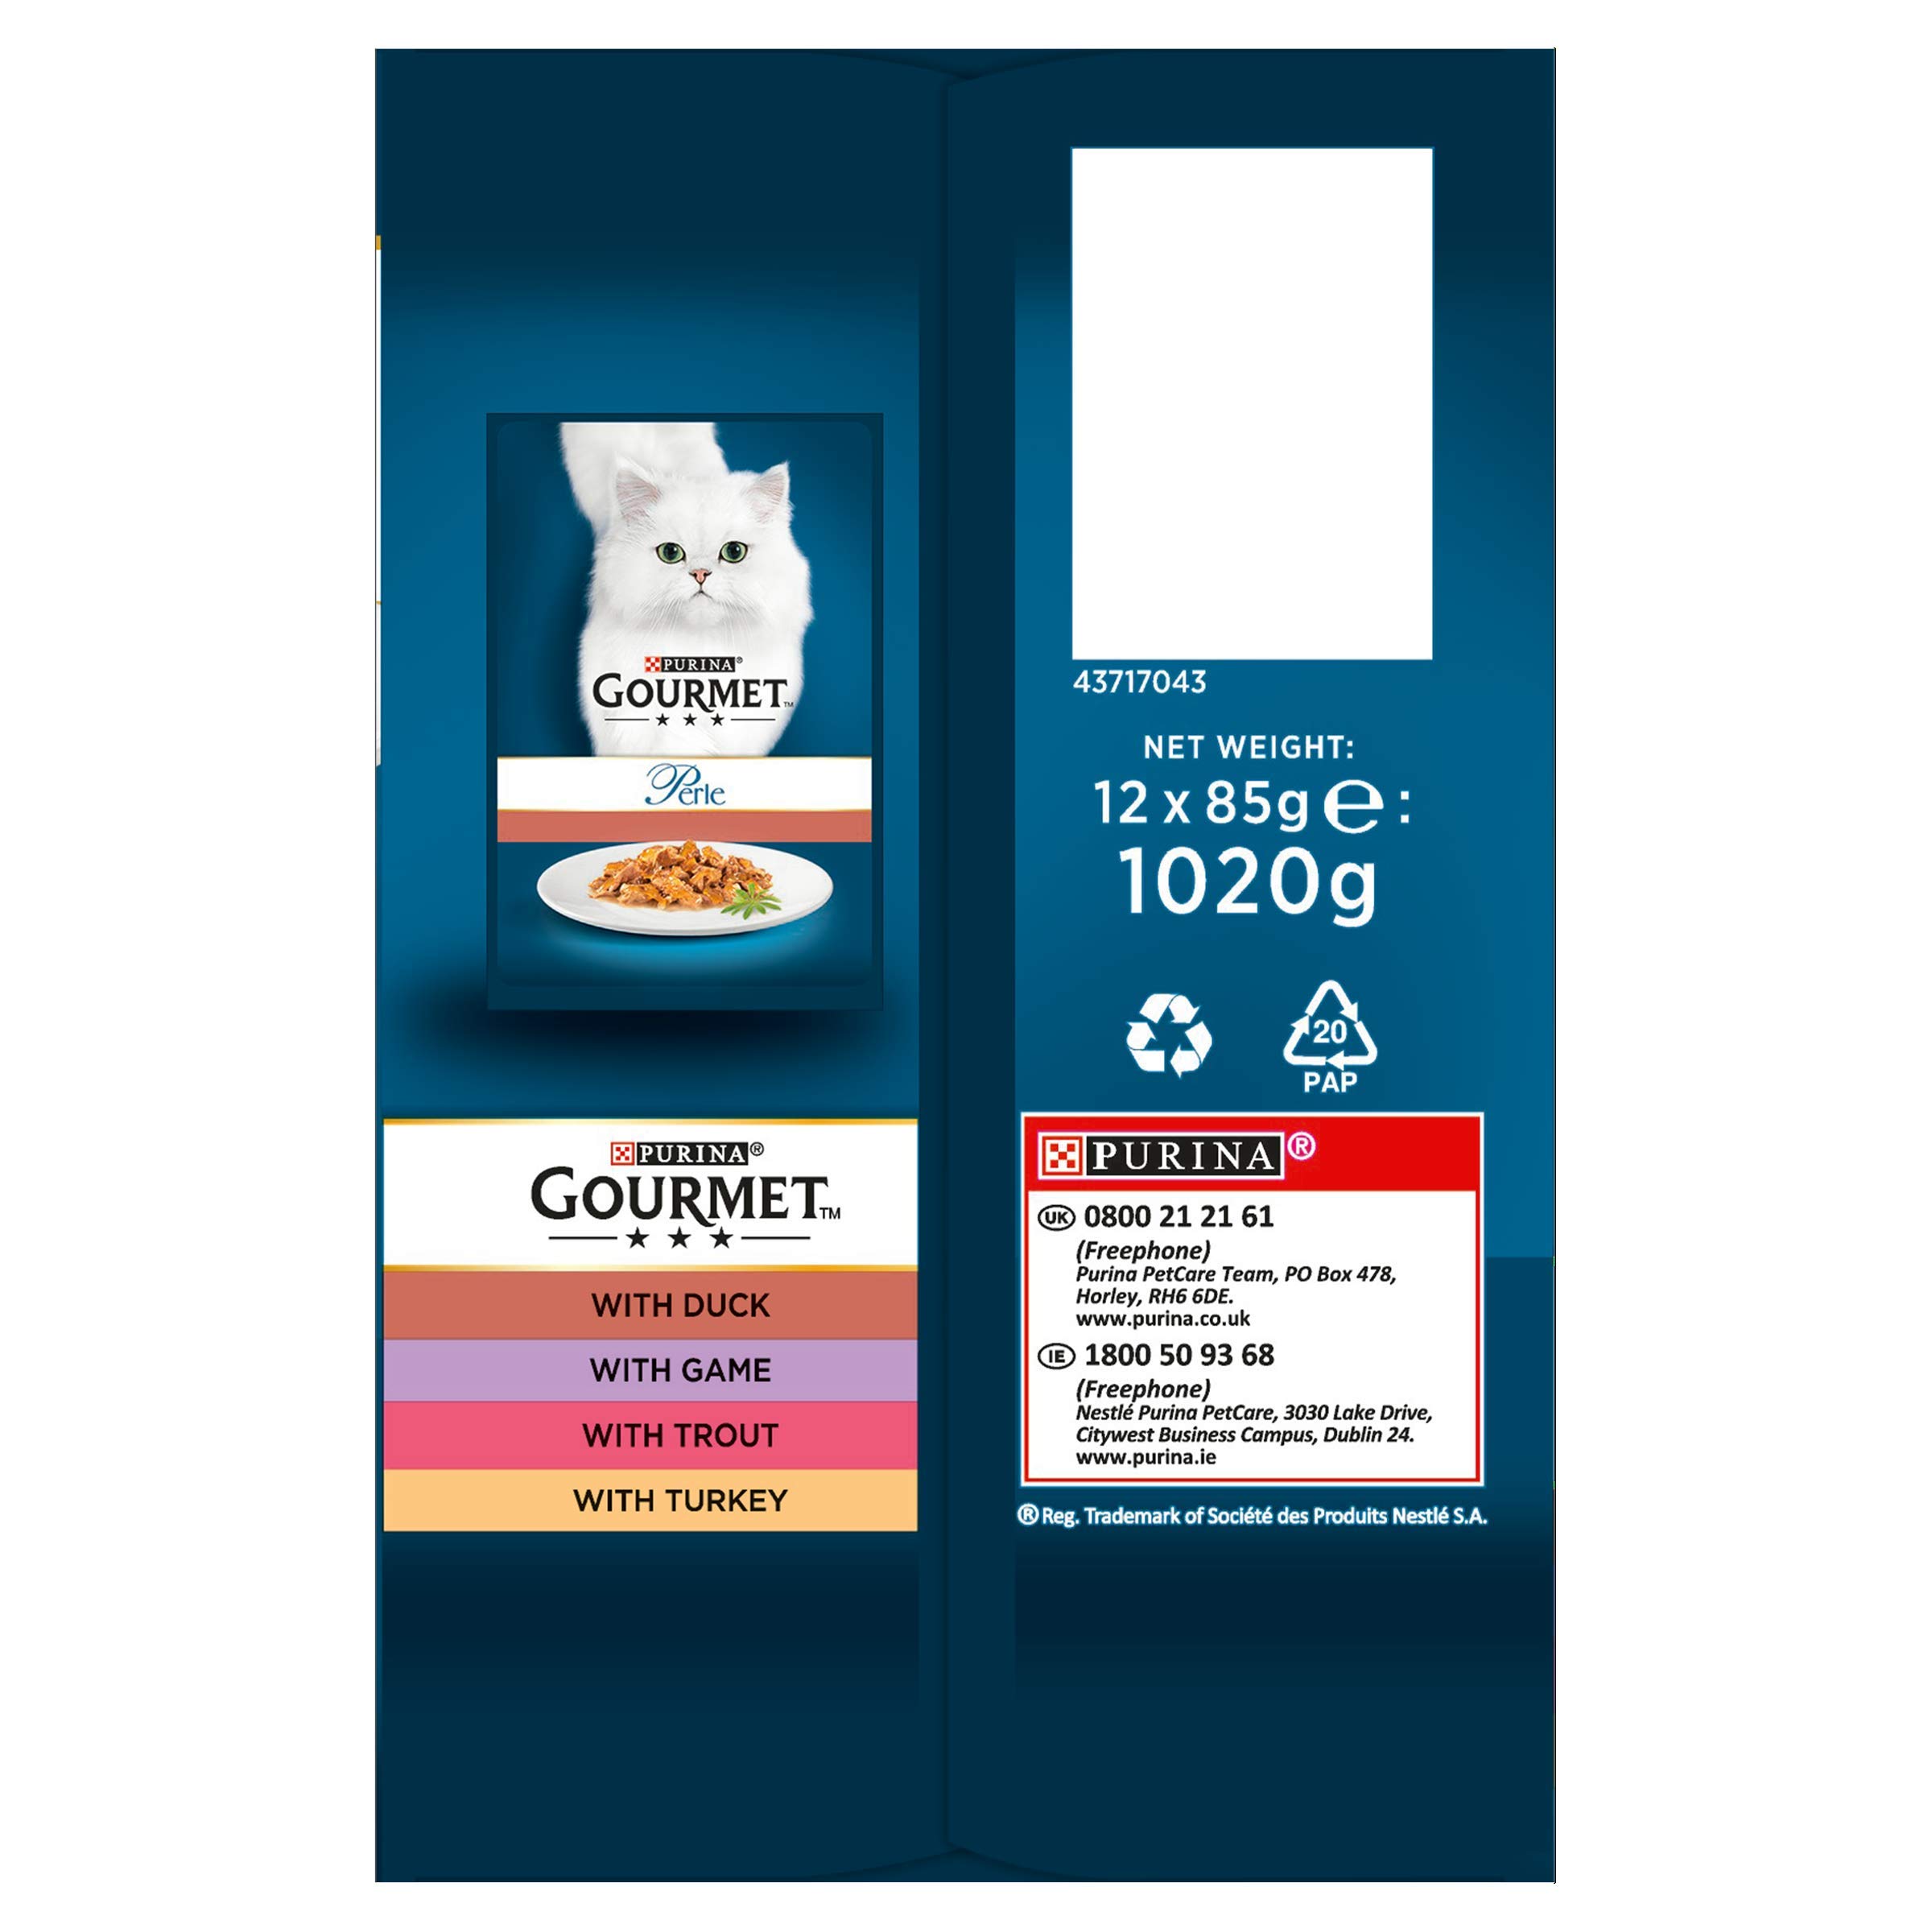 PURINA®
GOURMET™
Perle
PURINA®
GOURMET™
WITH DUCK
WITH GAME
WITH TROUT
WITH TURKEY
43717043
NET WEIGHT:
12 x 85g ℮:
1020g
20
PAP
PURINA®
UK 0800 21 21 61
(Freephone)
Purina PetCare Team, PO Box 478,
Horley, RH6 6DE.
www.purina.co.uk
IE 1800 50 93 68
(Freephone)
Nestlé Purina PetCare, 3030 Lake Drive,
Citywest Business Campus, Dublin 24.
www.purina.ie
®Reg. Trademark of Société des Produits Nestlé S.A.